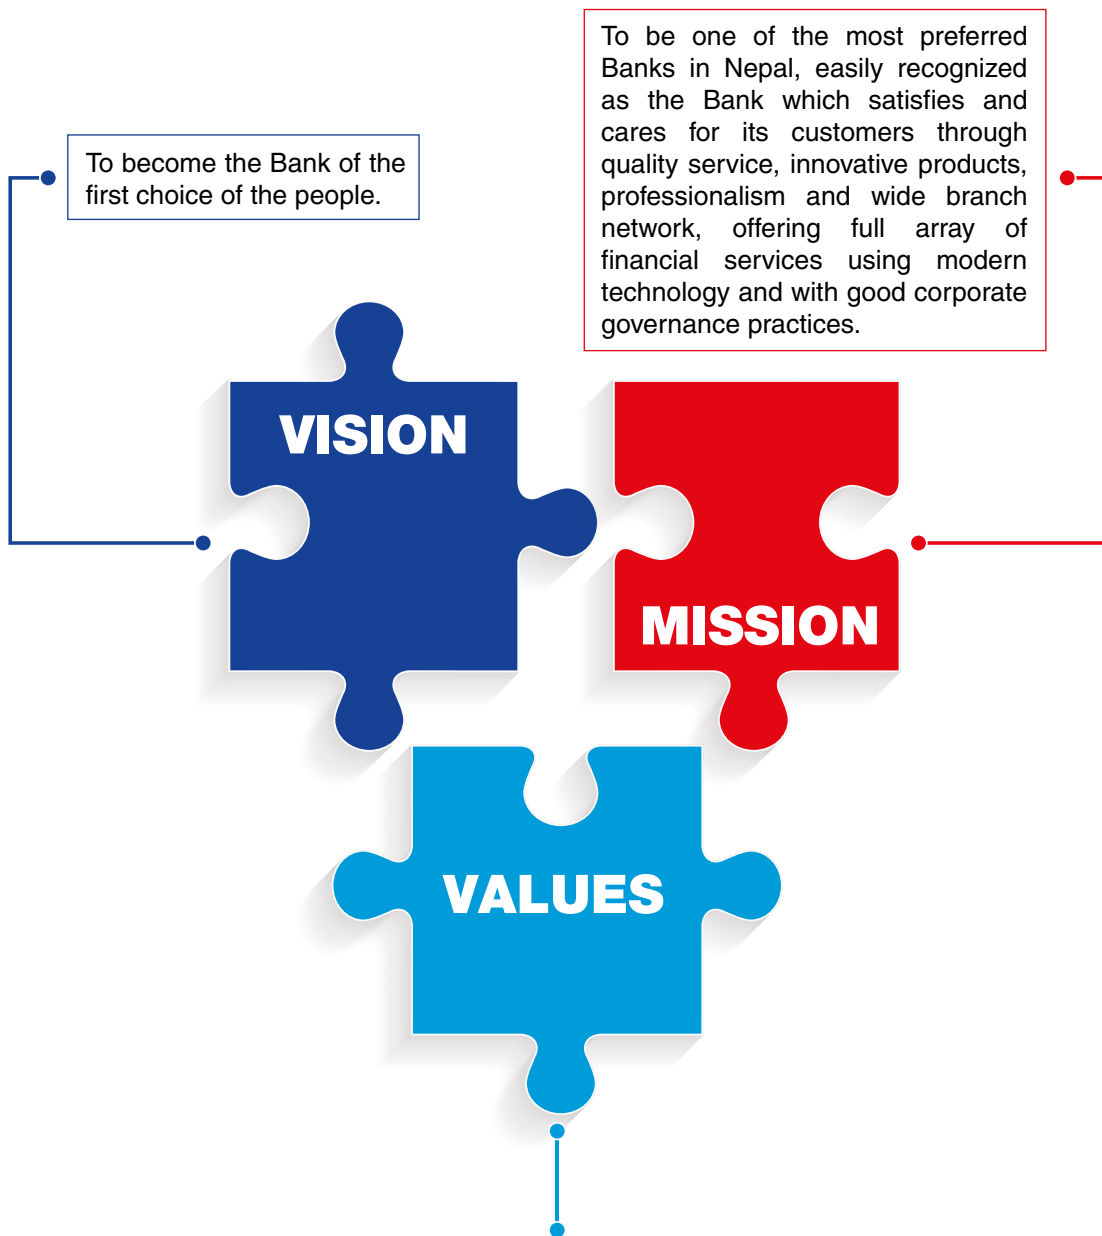 To become the Bank of the
first choice of the people.
To be one of the most preferred
Banks in Nepal, easily recognized
as the Bank which satisfies and
cares for its customers through
quality service, innovative products,
professionalism and wide branch
network, offering full array of
financial services using modern
technology and with good corporate
governance practices.
VISION
MISSION
VALUES